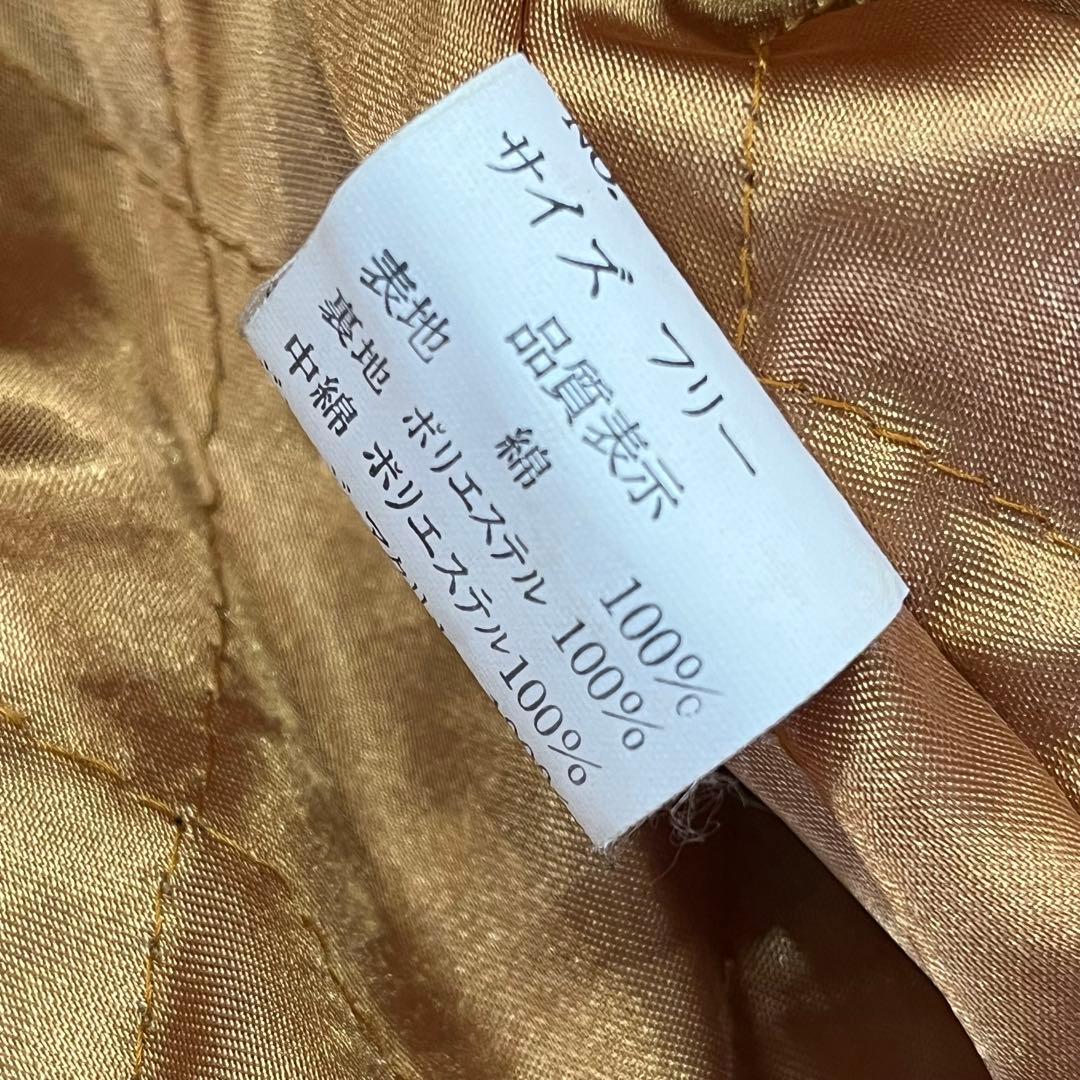 No.
サイズ フリー
品質表示
表地 綿 100%
裏地 ポリエステル 100%
中綿 ポリエステル100%